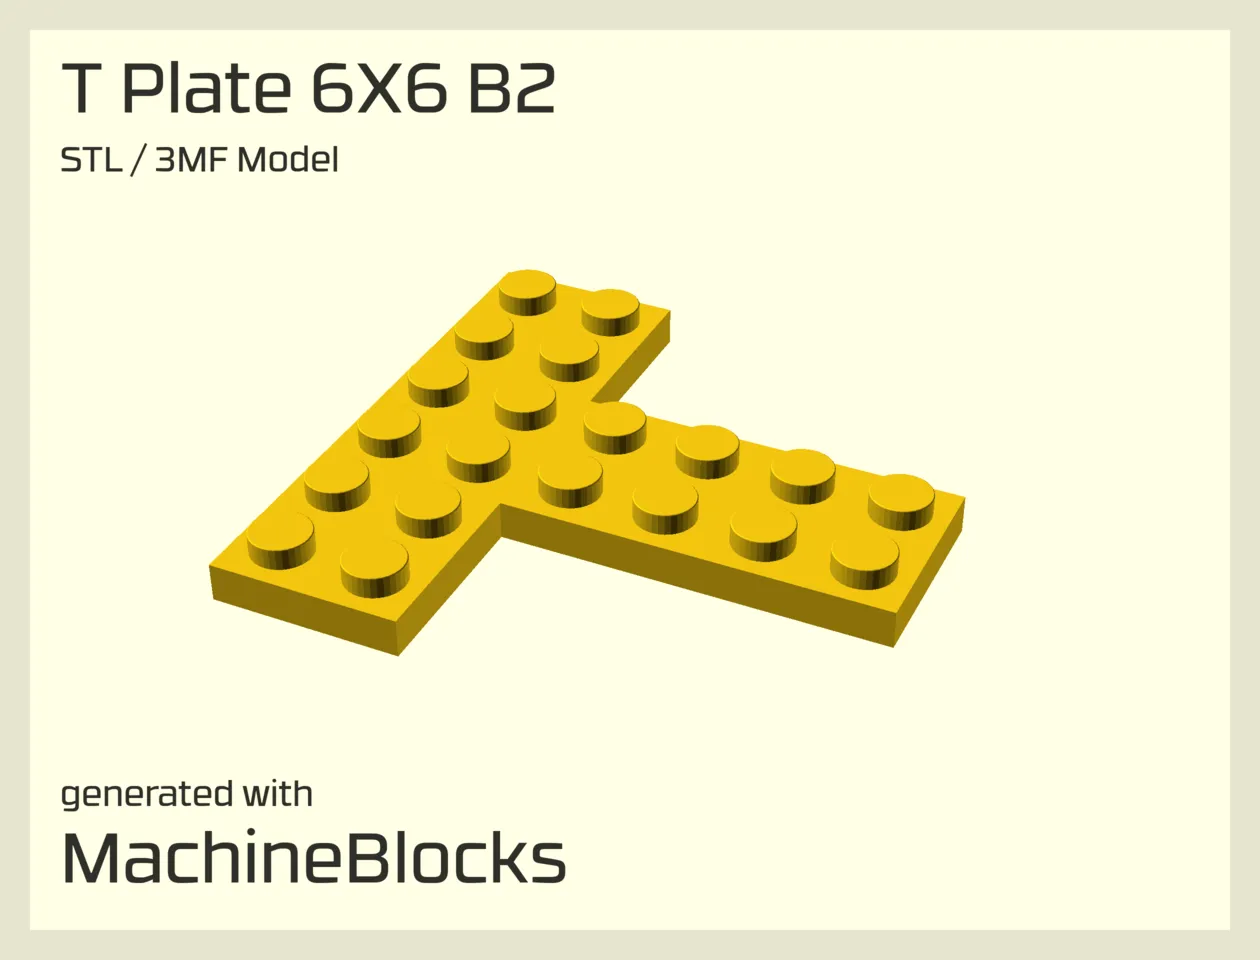 T Plate 6X6 B2
STL / 3MF Model
generated with
MachineBlocks